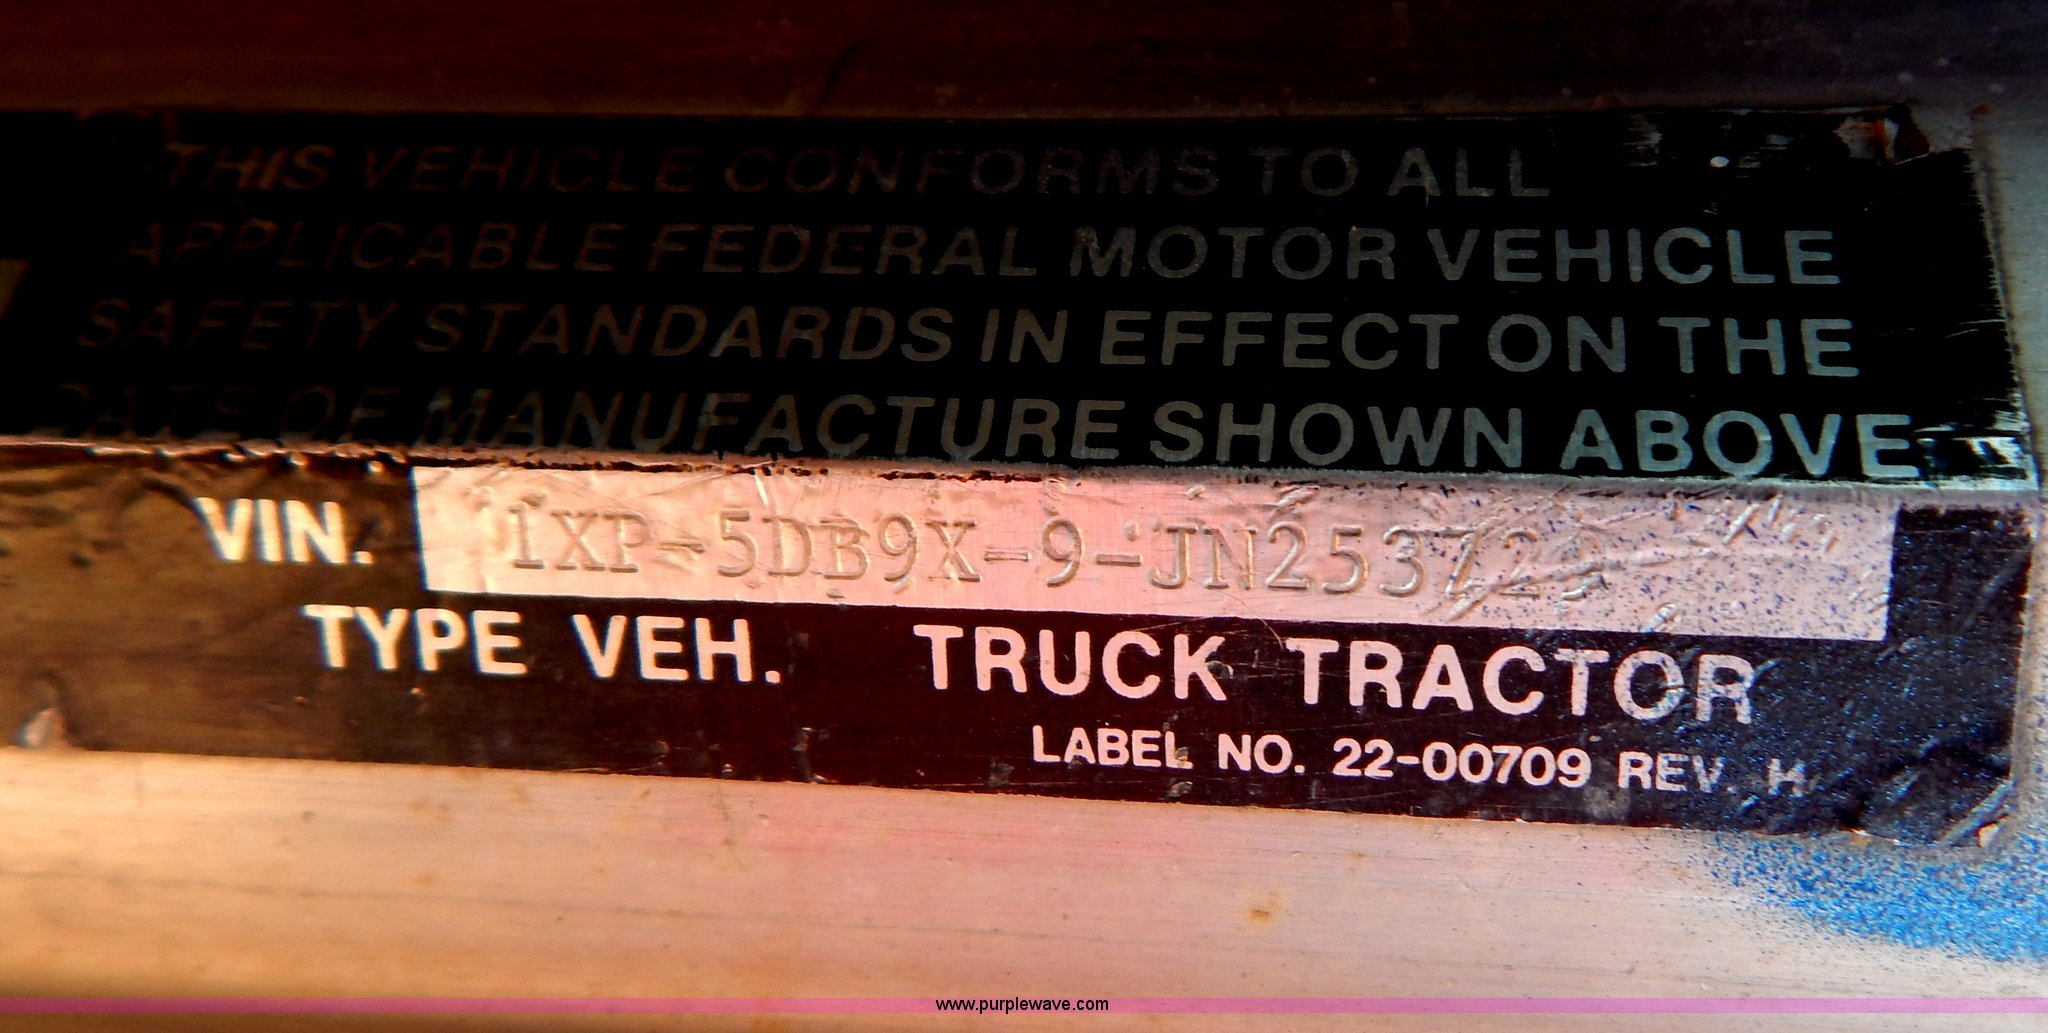 THIS VEHICLE CONFORMS TO ALL
APPLICABLE FEDERAL MOTOR VEHICLE
SAFETY STANDARDS IN EFFECT ON THE
DATE OF MANUFACTURE SHOWN ABOVE
VIN. 1XP-5DB9X-9-JN253729
TYPE VEH. TRUCK TRACTOR
LABEL NO. 22-00709 REV. H
www.purplewave.com